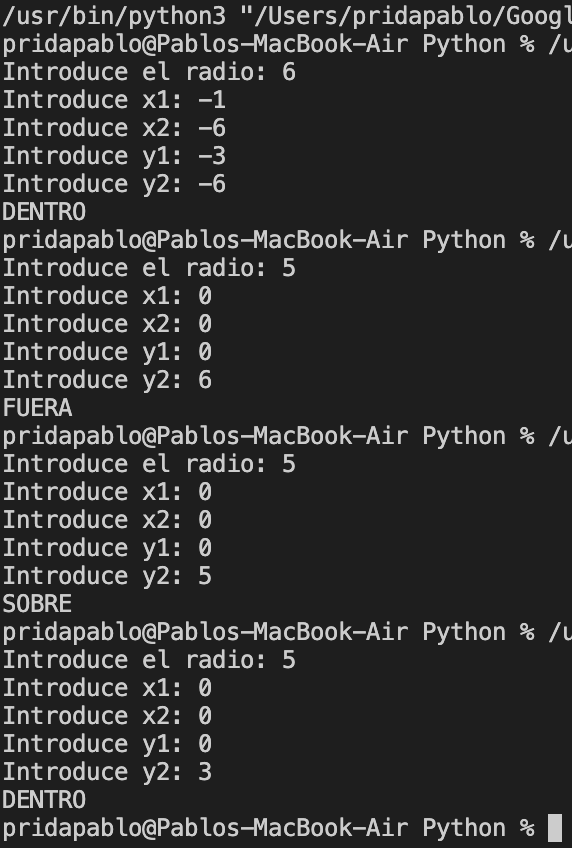 /usr/bin/python3 "/Users/pridapablo/Googl
pridapablo@Pablos-MacBook-Air Python % /u
Introduce el radio: 6
Introduce x1: -1
Introduce x2: -6
Introduce y1: -3
Introduce y2: -6
DENTRO
pridapablo@Pablos-MacBook-Air Python % /u
Introduce el radio: 5
Introduce x1: 0
Introduce x2: 0
Introduce y1: 0
Introduce y2: 6
FUERA
pridapablo@Pablos-MacBook-Air Python % /u
Introduce el radio: 5
Introduce x1: 0
Introduce x2: 0
Introduce y1: 0
Introduce y2: 5
SOBRE
pridapablo@Pablos-MacBook-Air Python % /u
Introduce el radio: 5
Introduce x1: 0
Introduce x2: 0
Introduce y1: 0
Introduce y2: 3
DENTRO
pridapablo@Pablos-MacBook-Air Python %